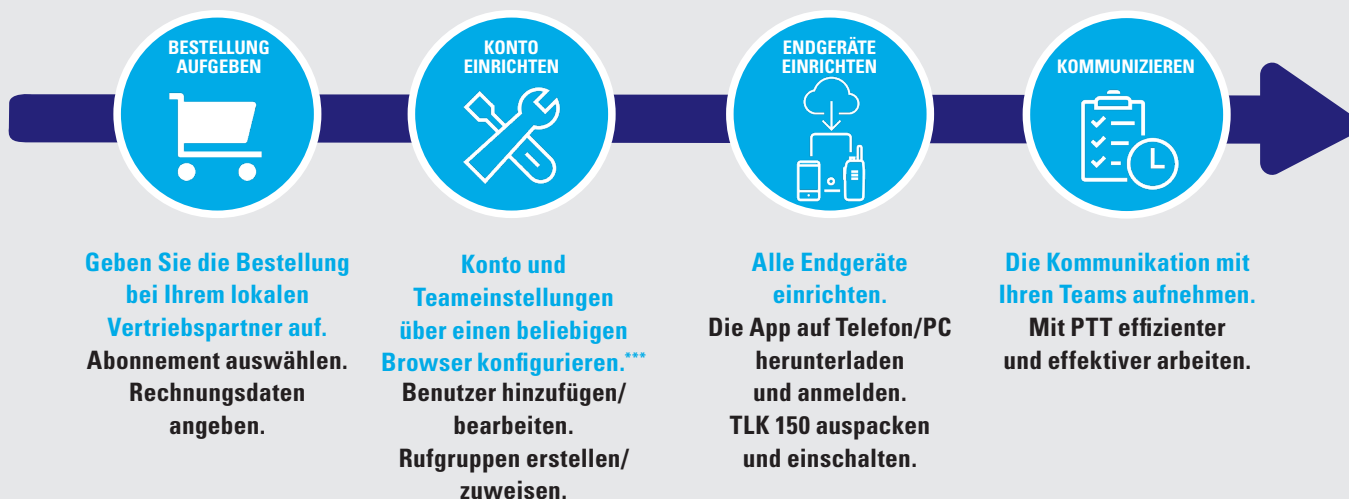 BESTELLUNG
AUFGEBEN
KONTO
EINRICHTEN
ENDGERÄTE
EINRICHTEN
KOMMUNIZIEREN
Geben Sie die Bestellung
bei Ihrem lokalen
Vertriebspartner auf.
Abonnement auswählen.
Rechnungsdaten
angeben.
Konto und
Teameinstellungen
über einen beliebigen
Browser konfigurieren.***
Benutzer hinzufügen/
bearbeiten.
Rufgruppen erstellen/
zuweisen.
Alle Endgeräte
einrichten.
Die App auf Telefon/PC
herunterladen
und anmelden.
TLK 150 auspacken
und einschalten.
Die Kommunikation mit
Ihren Teams aufnehmen.
Mit PTT effizienter
und effektiver arbeiten.